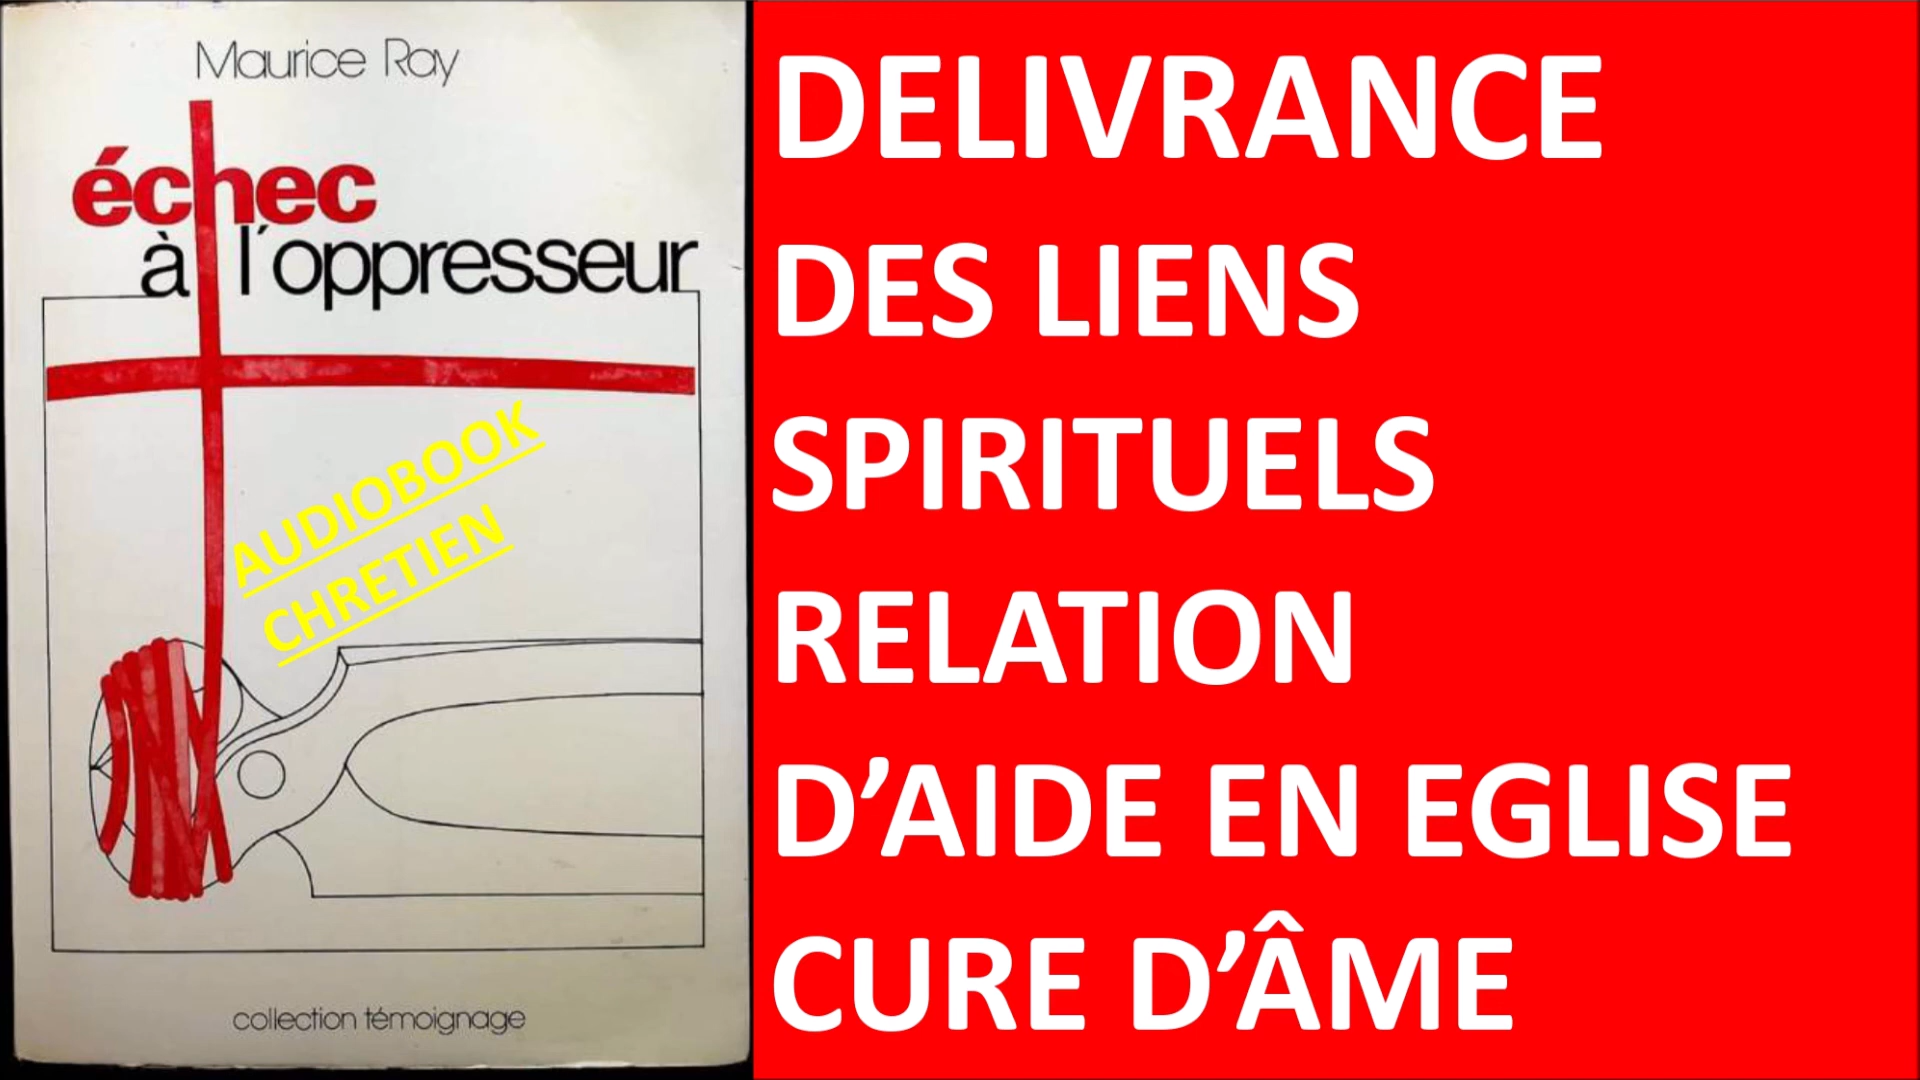 Maurice Ray
échec
à l'oppresseur
AUDIOBOOK
CHRETIEN
collection témoignage
DELIVRANCE
DES LIENS
SPIRITUELS
RELATION
D’AIDE EN EGLISE
CURE D’ÂME